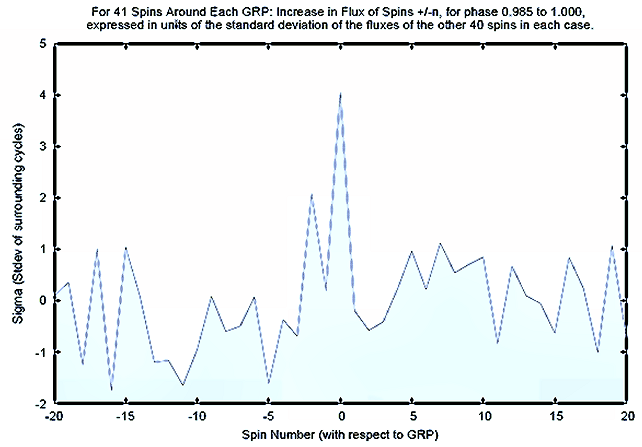 For 41 Spins Around Each GRP: Increase in Flux of Spins +/-n, for phase 0.985 to 1.000,
expressed in units of the standard deviation of the fluxes of the other 40 spins in each case.
Sigma (Stdev of surrounding cycles)
5
4
3
2
1
0
-1
-2
-20 -15 -10 -5 0 5 10 15 20
Spin Number (with respect to GRP)